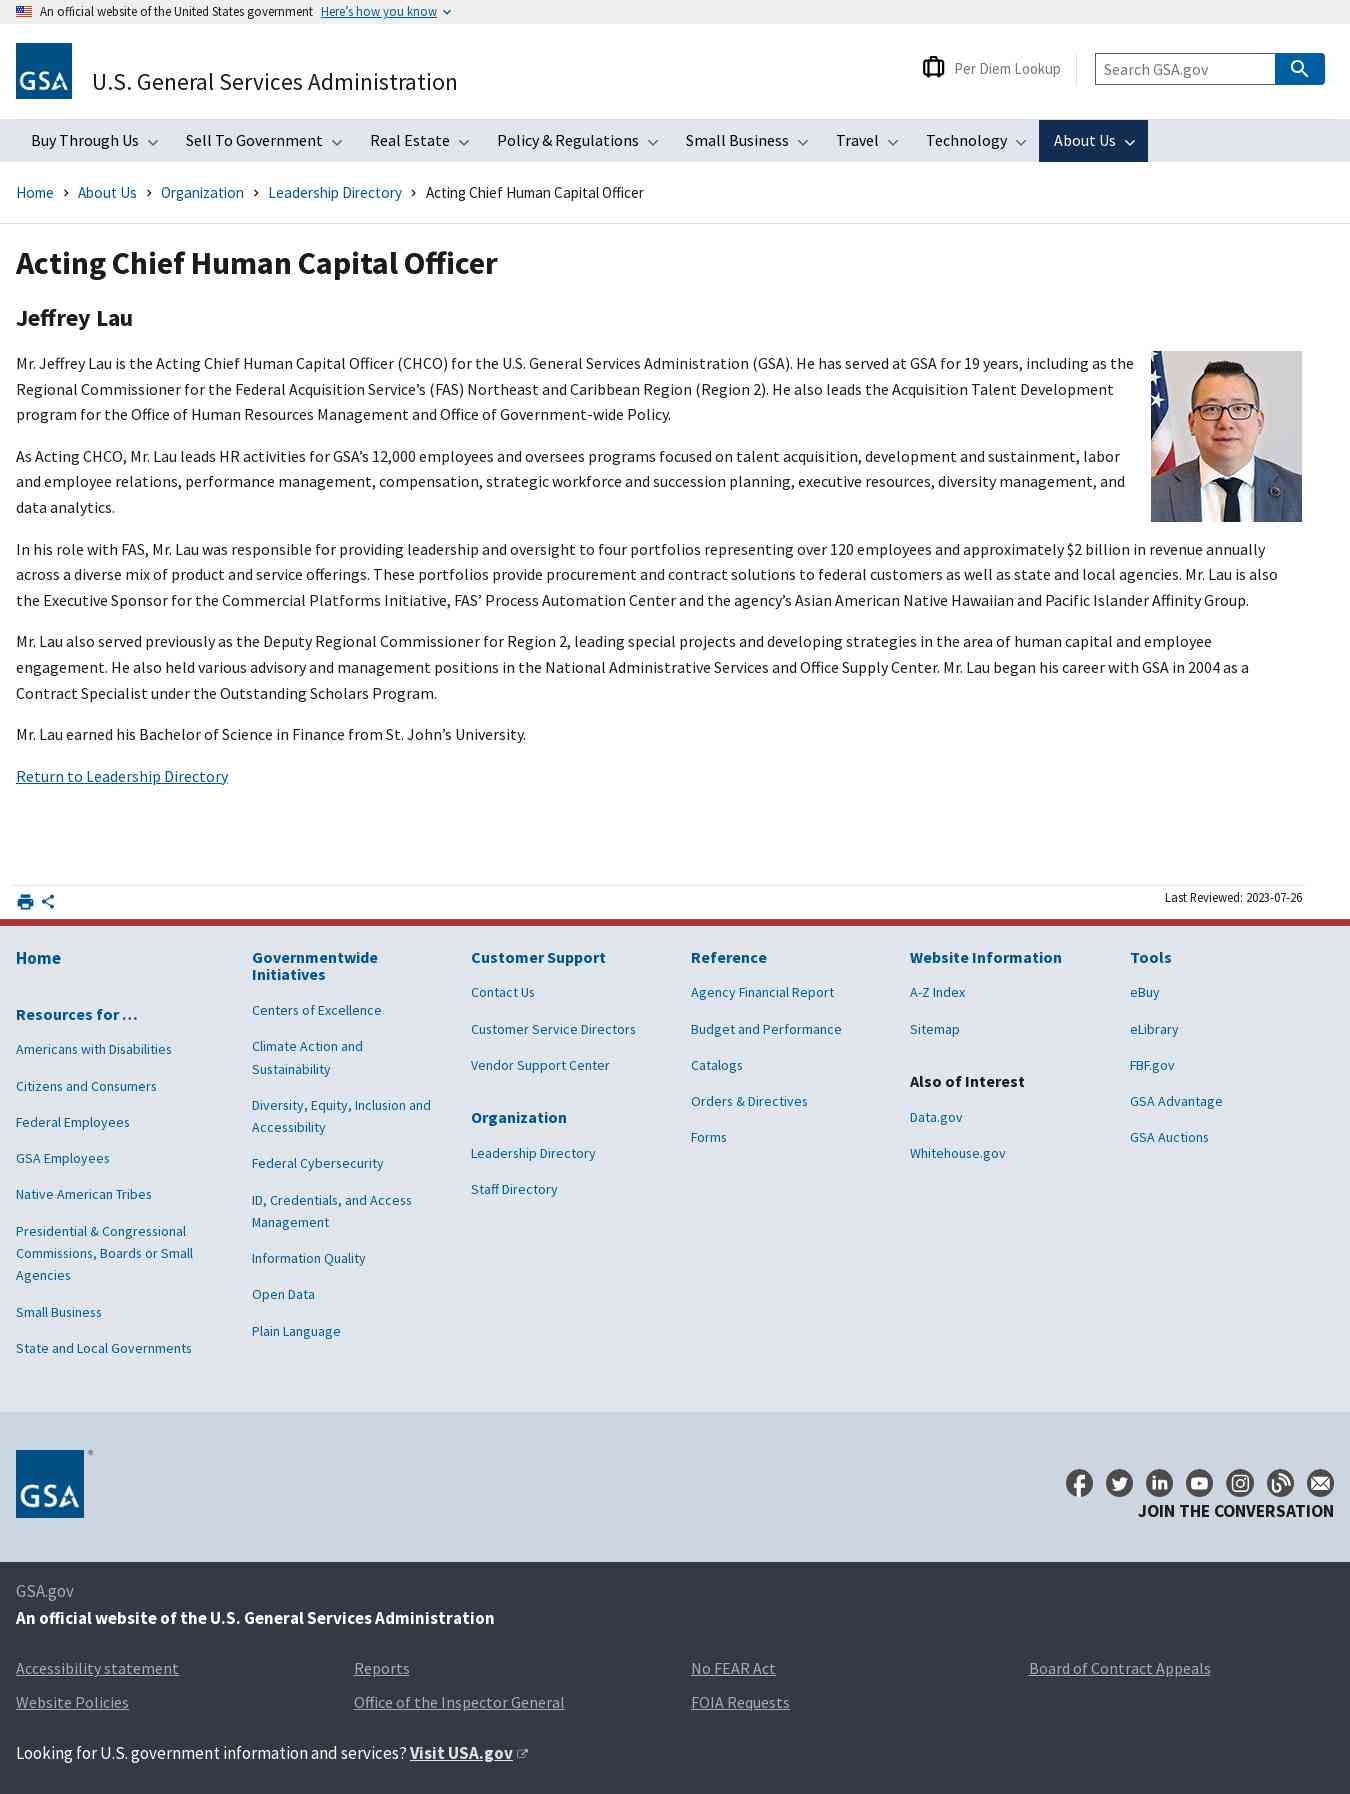 An official website of the United States government Here’s how you know
GSA
U.S. General Services Administration
Per Diem Lookup
Search GSA.gov
Buy Through Us Sell To Government Real Estate Policy & Regulations Small Business Travel Technology About Us
Home About Us Organization Leadership Directory Acting Chief Human Capital Officer
Acting Chief Human Capital Officer
Jeffrey Lau
Mr. Jeffrey Lau is the Acting Chief Human Capital Officer (CHCO) for the U.S. General Services Administration (GSA). He has served at GSA for 19 years, including as the
Regional Commissioner for the Federal Acquisition Service’s (FAS) Northeast and Caribbean Region (Region 2). He also leads the Acquisition Talent Development
program for the Office of Human Resources Management and Office of Government-wide Policy.
As Acting CHCO, Mr. Lau leads HR activities for GSA’s 12,000 employees and oversees programs focused on talent acquisition, development and sustainment, labor
and employee relations, performance management, compensation, strategic workforce and succession planning, executive resources, diversity management, and
data analytics.
In his role with FAS, Mr. Lau was responsible for providing leadership and oversight to four portfolios representing over 120 employees and approximately $2 billion in revenue annually
across a diverse mix of product and service offerings. These portfolios provide procurement and contract solutions to federal customers as well as state and local agencies. Mr. Lau is also
the Executive Sponsor for the Commercial Platforms Initiative, FAS’ Process Automation Center and the agency’s Asian American Native Hawaiian and Pacific Islander Affinity Group.
Mr. Lau also served previously as the Deputy Regional Commissioner for Region 2, leading special projects and developing strategies in the area of human capital and employee
engagement. He also held various advisory and management positions in the National Administrative Services and Office Supply Center. Mr. Lau began his career with GSA in 2004 as a
Contract Specialist under the Outstanding Scholars Program.
Mr. Lau earned his Bachelor of Science in Finance from St. John’s University.
Return to Leadership Directory
Last Reviewed: 2023-07-26
Home
Resources for …
Americans with Disabilities
Citizens and Consumers
Federal Employees
GSA Employees
Native American Tribes
Presidential & Congressional
Commissions, Boards or Small
Agencies
Small Business
State and Local Governments
Governmentwide
Initiatives
Centers of Excellence
Climate Action and
Sustainability
Diversity, Equity, Inclusion and
Accessibility
Federal Cybersecurity
ID, Credentials, and Access
Management
Information Quality
Open Data
Plain Language
Customer Support
Contact Us
Customer Service Directors
Vendor Support Center
Organization
Leadership Directory
Staff Directory
Reference
Agency Financial Report
Budget and Performance
Catalogs
Orders & Directives
Forms
Website Information
A-Z Index
Sitemap
Also of Interest
Data.gov
Whitehouse.gov
Tools
eBuy
eLibrary
FBF.gov
GSA Advantage
GSA Auctions
GSA
JOIN THE CONVERSATION
GSA.gov
An official website of the U.S. General Services Administration
Accessibility statement Reports No FEAR Act Board of Contract Appeals
Website Policies Office of the Inspector General FOIA Requests
Looking for U.S. government information and services? Visit USA.gov